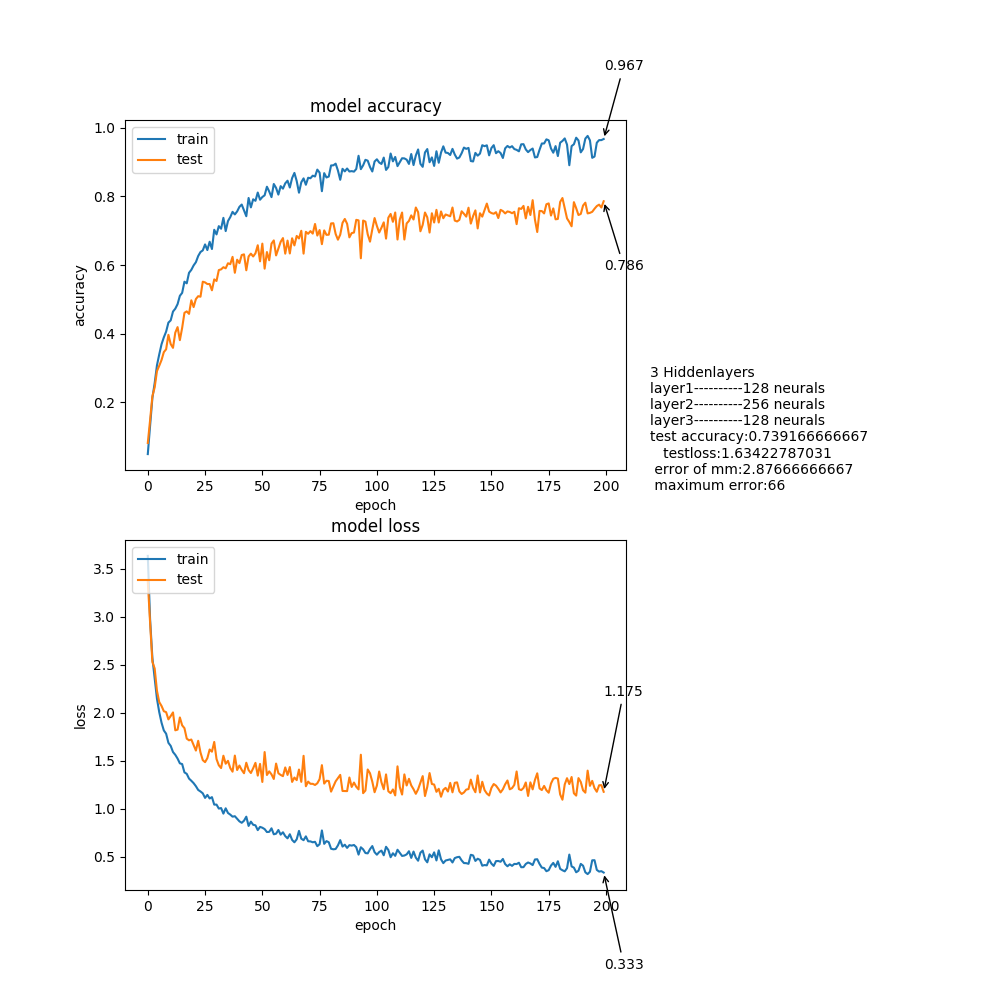 0.967
model accuracy
train
test
1.0
0.8
0.6
0.4
0.2
accuracy
0.786
0 25 50 75 100 125 150 175 200
epoch
3 Hiddenlayers
layer1----------128 neurals
layer2----------256 neurals
layer3----------128 neurals
test accuracy:0.739166666667
testloss:1.63422787031
error of mm:2.87666666667
maximum error:66
model loss
train
test
3.5
3.0
2.5
2.0
1.5
1.0
0.5
loss
1.175
0 25 50 75 100 125 150 175 200
epoch
0.333